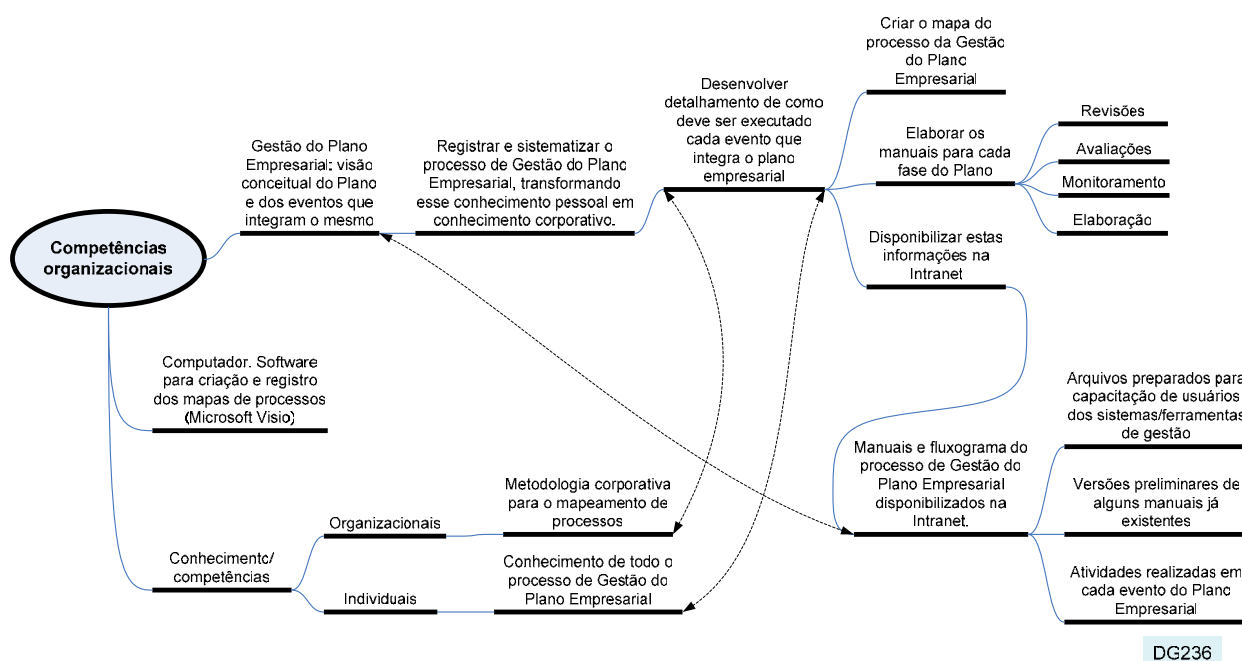 Competências
organizacionais
Gestão do Plano
Empresarial: visão
conceitual do Plano
e dos eventos que
integram o mesmo
Registrar e sistematizar o
processo de Gestão do Plano
Empresarial, transformando
esse conhecimento pessoal em
conhecimento corporativo.
Desenvolver
detalhamento de como
deve ser executado
cada evento que
integra o plano
empresarial
Criar o mapa do
processo da Gestão
do Plano
Empresarial
Elaborar os
manuais para cada
fase do Plano
Revisões
Avaliações
Monitoramento
Elaboração
Disponibilizar estas
informações na
Intranet
Computador. Software
para criação e registro
dos mapas de processos
(Microsoft Visio)
Conhecimento/
competências
Organizacionais
Metodologia corporativa
para o mapeamento de
processos
Individuais
Conhecimento de todo o
processo de Gestão do
Plano Empresarial
Manuais e fluxograma do
processo de Gestão do
Plano Empresarial
disponibilizados na
Intranet.
Arquivos preparados para
capacitação de usuários
dos sistemas/ferramentas
de gestão
Versões preliminares de
alguns manuais já
existentes
Atividades realizadas em
cada evento do Plano
Empresarial
DG236